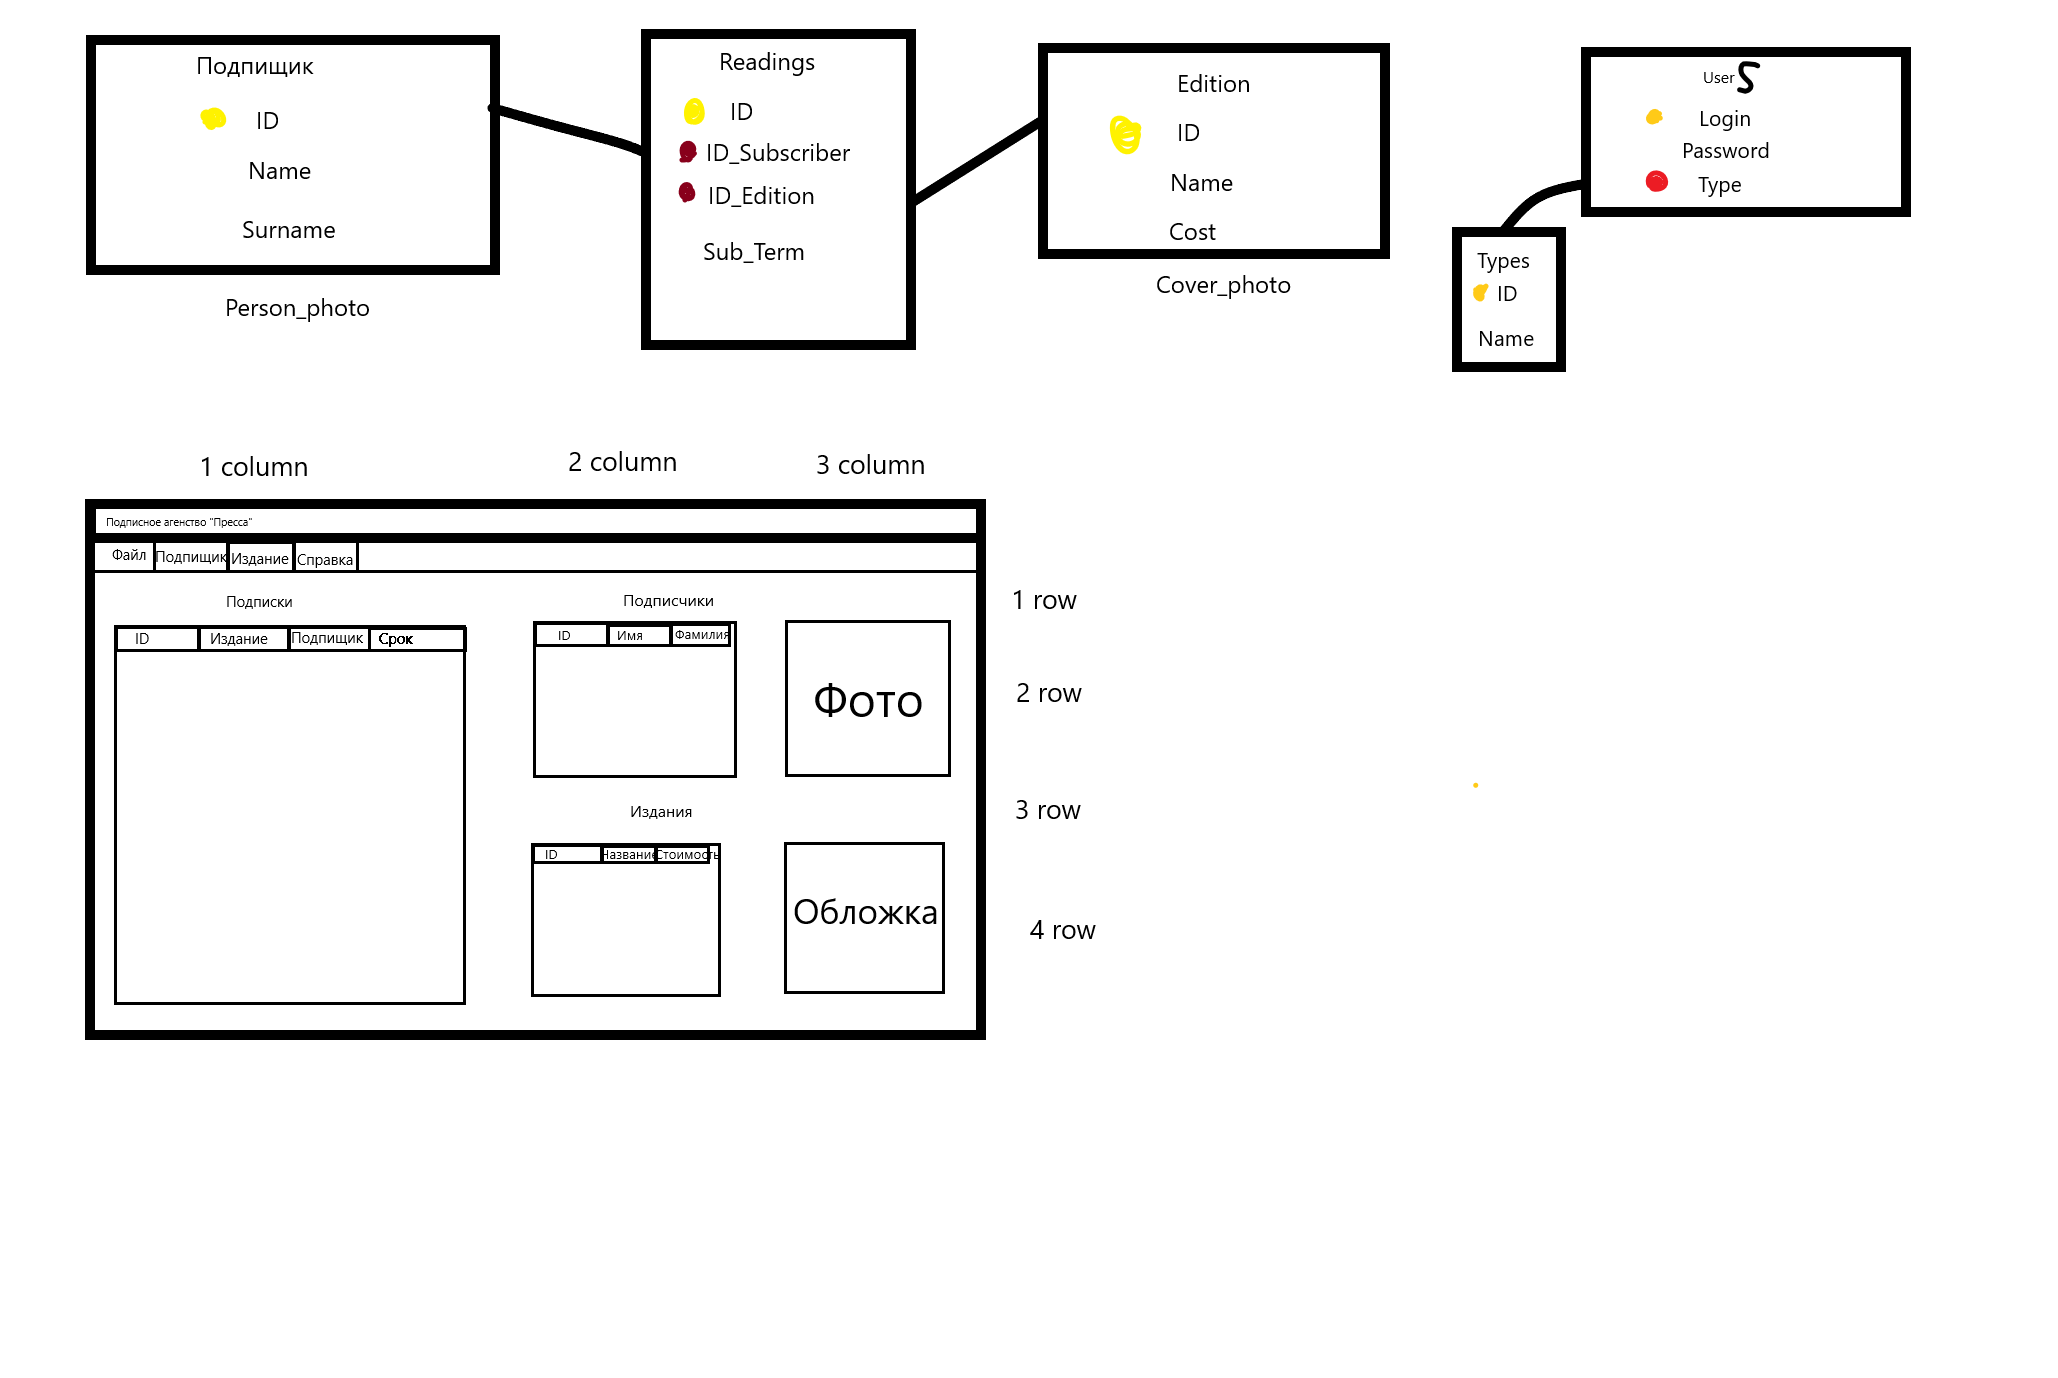 Подпищик
ID
Name
Surname
Person_photo
Readings
ID
ID_Subscriber
ID_Edition
Sub_Term
Edition
ID
Name
Cost
Cover_photo
User S
Login
Password
Type
Types
ID
Name
1 column
2 column
3 column
Подписное агенство "Пресса"
Файл
Подпищик
Издание
Справка
Подписки
ID
Издание
Подпищик
Срок
Подписчики
ID
Имя
Фамилия
Фото
Издания
ID
Название
Стоимость
Обложка
1 row
2 row
3 row
4 row